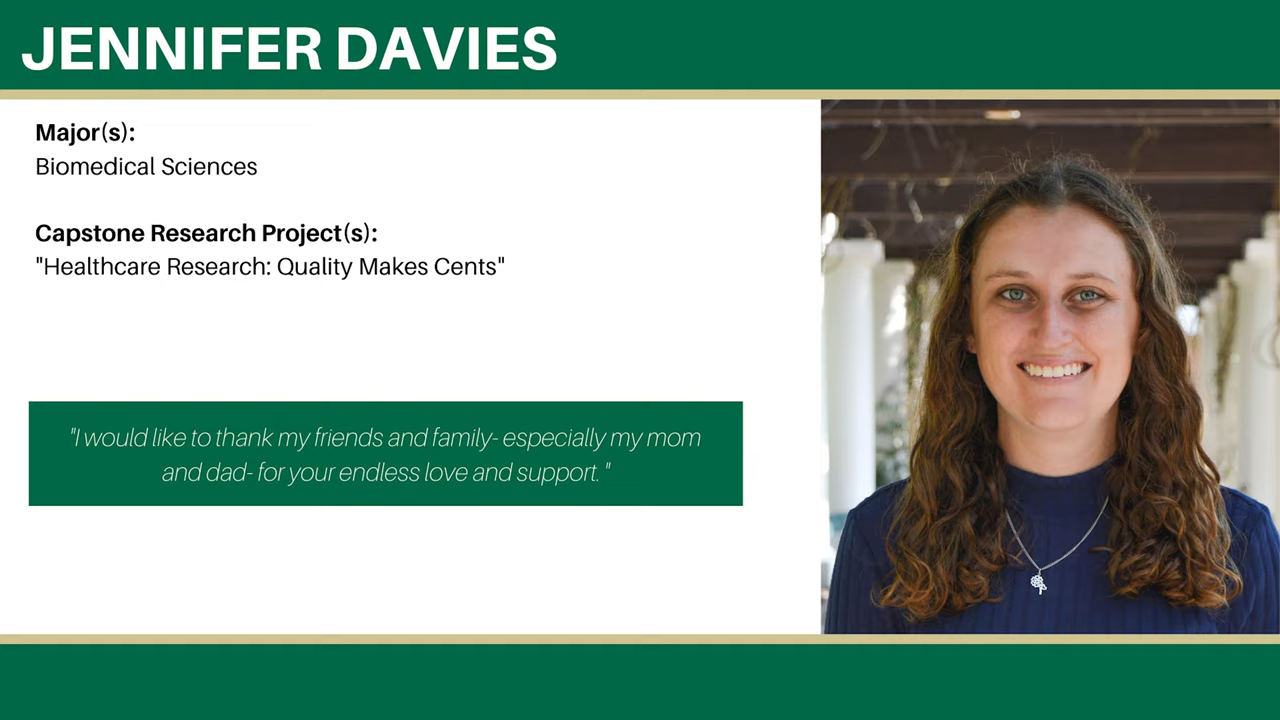 JENNIFER DAVIES
Major(s):
Biomedical Sciences
Capstone Research Project(s):
"Healthcare Research: Quality Makes Cents"
"I would like to thank my friends and family- especially my mom
and dad- for your endless love and support."